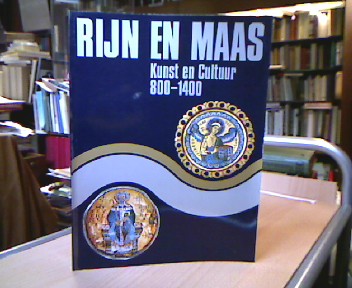 RIJN EN MAAS
Kunst en Cultuur
800-1400